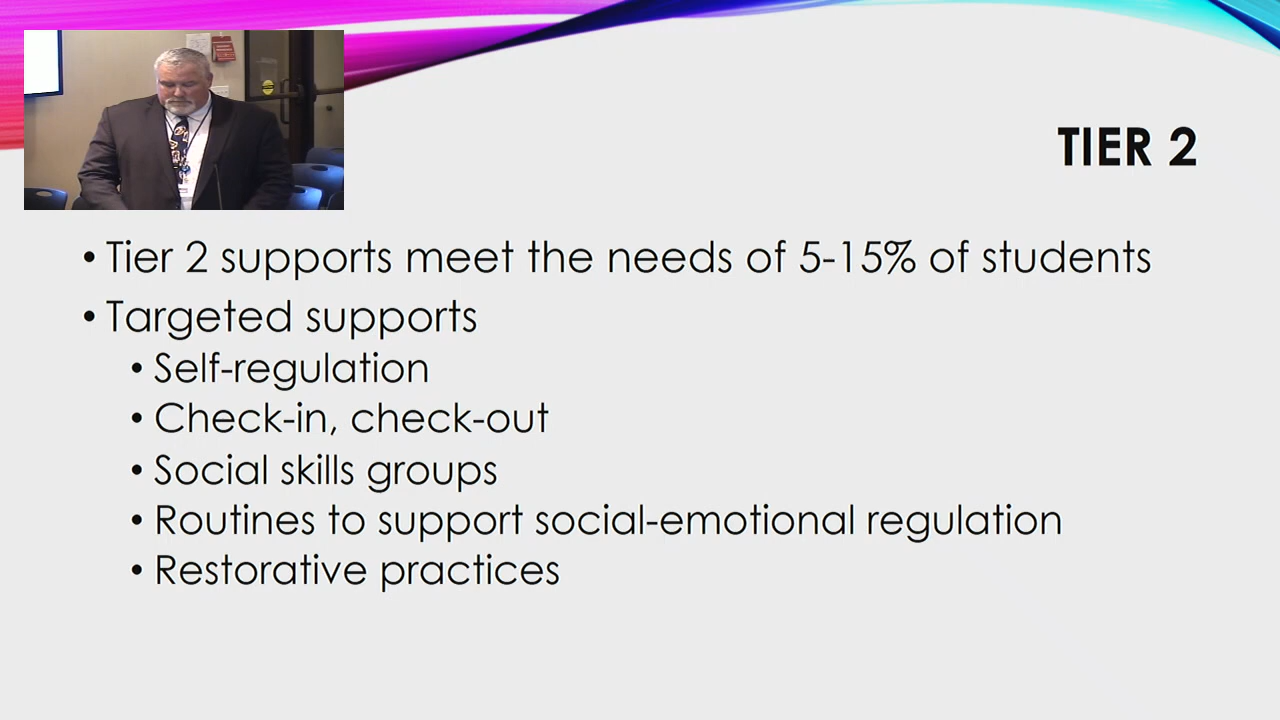 TIER 2
• Tier 2 supports meet the needs of 5-15% of students
• Targeted supports
• Self-regulation
• Check-in, check-out
• Social skills groups
• Routines to support social-emotional regulation
• Restorative practices